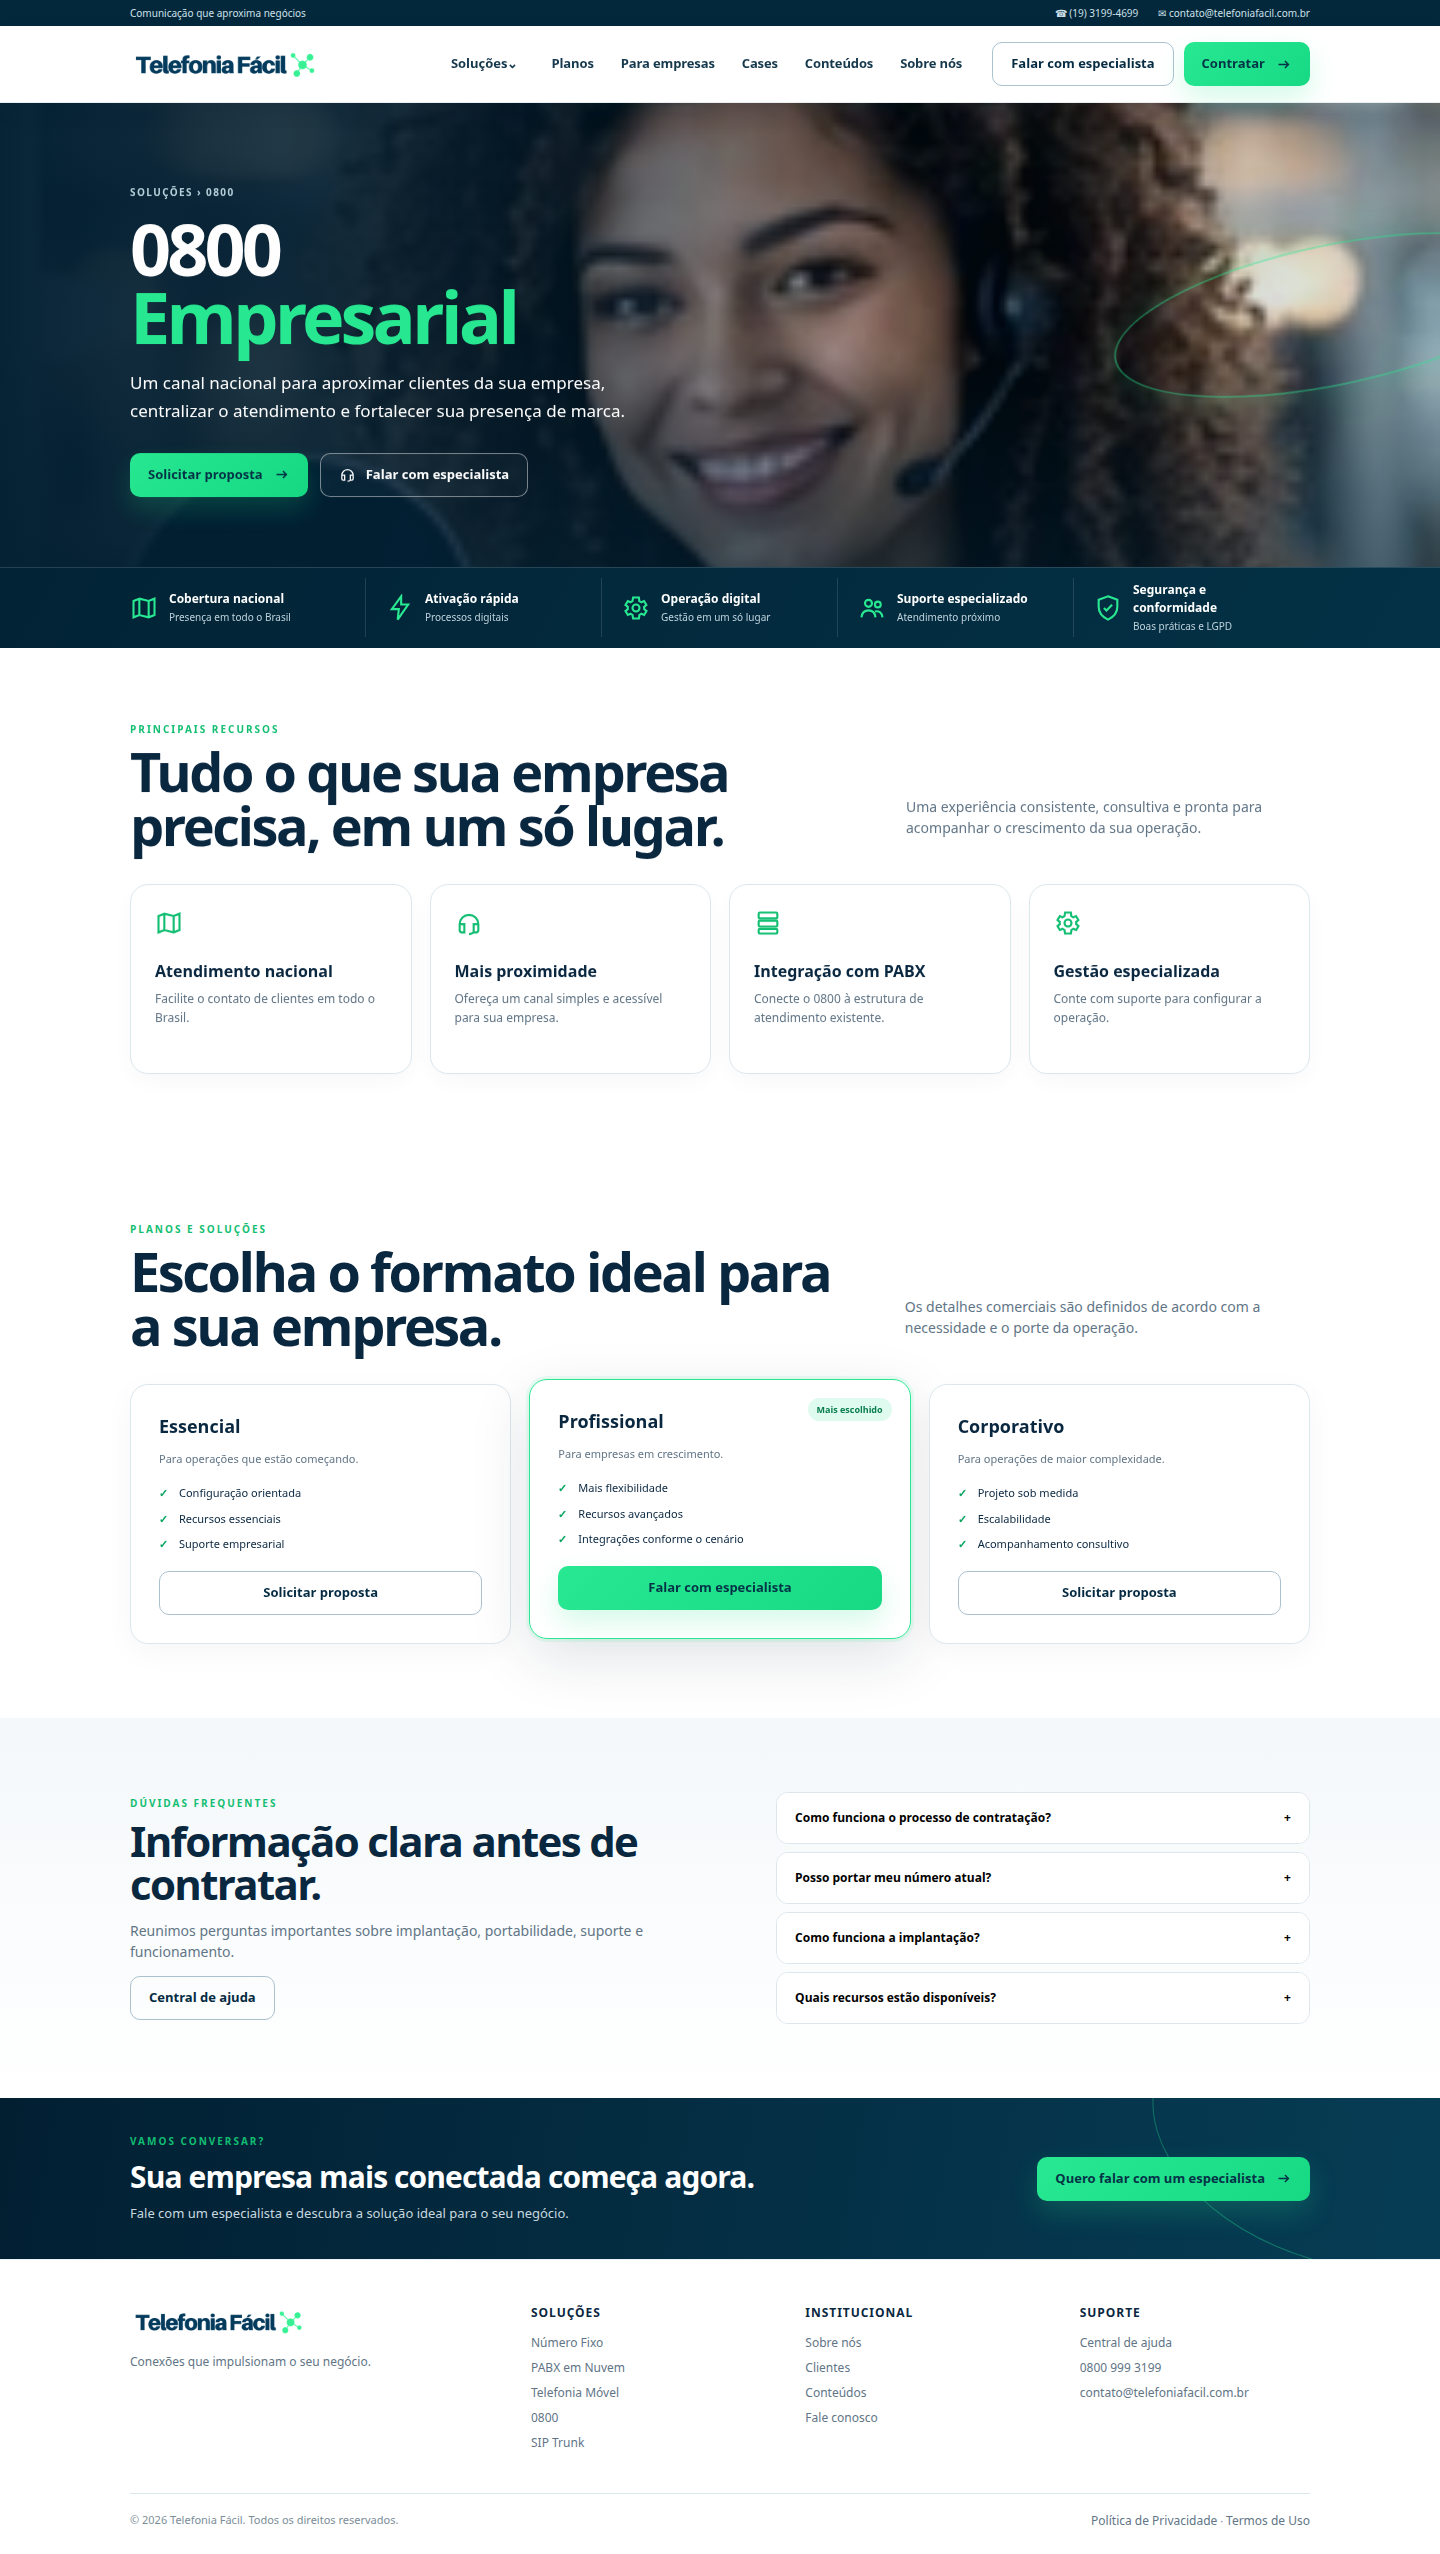 Comunicação que aproxima negócios
☎ (19) 3199-4699 ✉ contato@telefoniafacil.com.br
Telefonia Fácil
Soluções Planos Para empresas Cases Conteúdos Sobre nós
Falar com especialista
Contratar →
SOLUÇÕES › 0800
0800
Empresarial
Um canal nacional para aproximar clientes da sua empresa,
centralizar o atendimento e fortalecer sua presença de marca.
Solicitar proposta →
Falar com especialista
Cobertura nacional
Presença em todo o Brasil
Ativação rápida
Processos digitais
Operação digital
Gestão em um só lugar
Suporte especializado
Atendimento próximo
Segurança e
conformidade
Boas práticas e LGPD
PRINCIPAIS RECURSOS
Tudo o que sua empresa
precisa, em um só lugar.
Uma experiência consistente, consultiva e pronta para
acompanhar o crescimento da sua operação.
Atendimento nacional
Facilite o contato de clientes em todo o
Brasil.
Mais proximidade
Ofereça um canal simples e acessível
para sua empresa.
Integração com PABX
Conecte o 0800 à estrutura de
atendimento existente.
Gestão especializada
Conte com suporte para configurar a
operação.
PLANOS E SOLUÇÕES
Escolha o formato ideal para
a sua empresa.
Os detalhes comerciais são definidos de acordo com a
necessidade e o porte da operação.
Essencial
Para operações que estão começando.
✓ Configuração orientada
✓ Recursos essenciais
✓ Suporte empresarial
Solicitar proposta
Mais escolhido
Profissional
Para empresas em crescimento.
✓ Mais flexibilidade
✓ Recursos avançados
✓ Integrações conforme o cenário
Falar com especialista
Corporativo
Para operações de maior complexidade.
✓ Projeto sob medida
✓ Escalabilidade
✓ Acompanhamento consultivo
Solicitar proposta
DÚVIDAS FREQUENTES
Informação clara antes de
contratar.
Reunimos perguntas importantes sobre implantação, portabilidade, suporte e
funcionamento.
Central de ajuda
Como funciona o processo de contratação? +
Posso portar meu número atual? +
Como funciona a implantação? +
Quais recursos estão disponíveis? +
VAMOS CONVERSAR?
Sua empresa mais conectada começa agora.
Fale com um especialista e descubra a solução ideal para o seu negócio.
Quero falar com um especialista →
Telefonia Fácil
Conexões que impulsionam o seu negócio.
SOLUÇÕES
Número Fixo
PABX em Nuvem
Telefonia Móvel
0800
SIP Trunk
INSTITUCIONAL
Sobre nós
Clientes
Conteúdos
Fale conosco
SUPORTE
Central de ajuda
0800 999 3199
contato@telefoniafacil.com.br
© 2026 Telefonia Fácil. Todos os direitos reservados.
Política de Privacidade · Termos de Uso